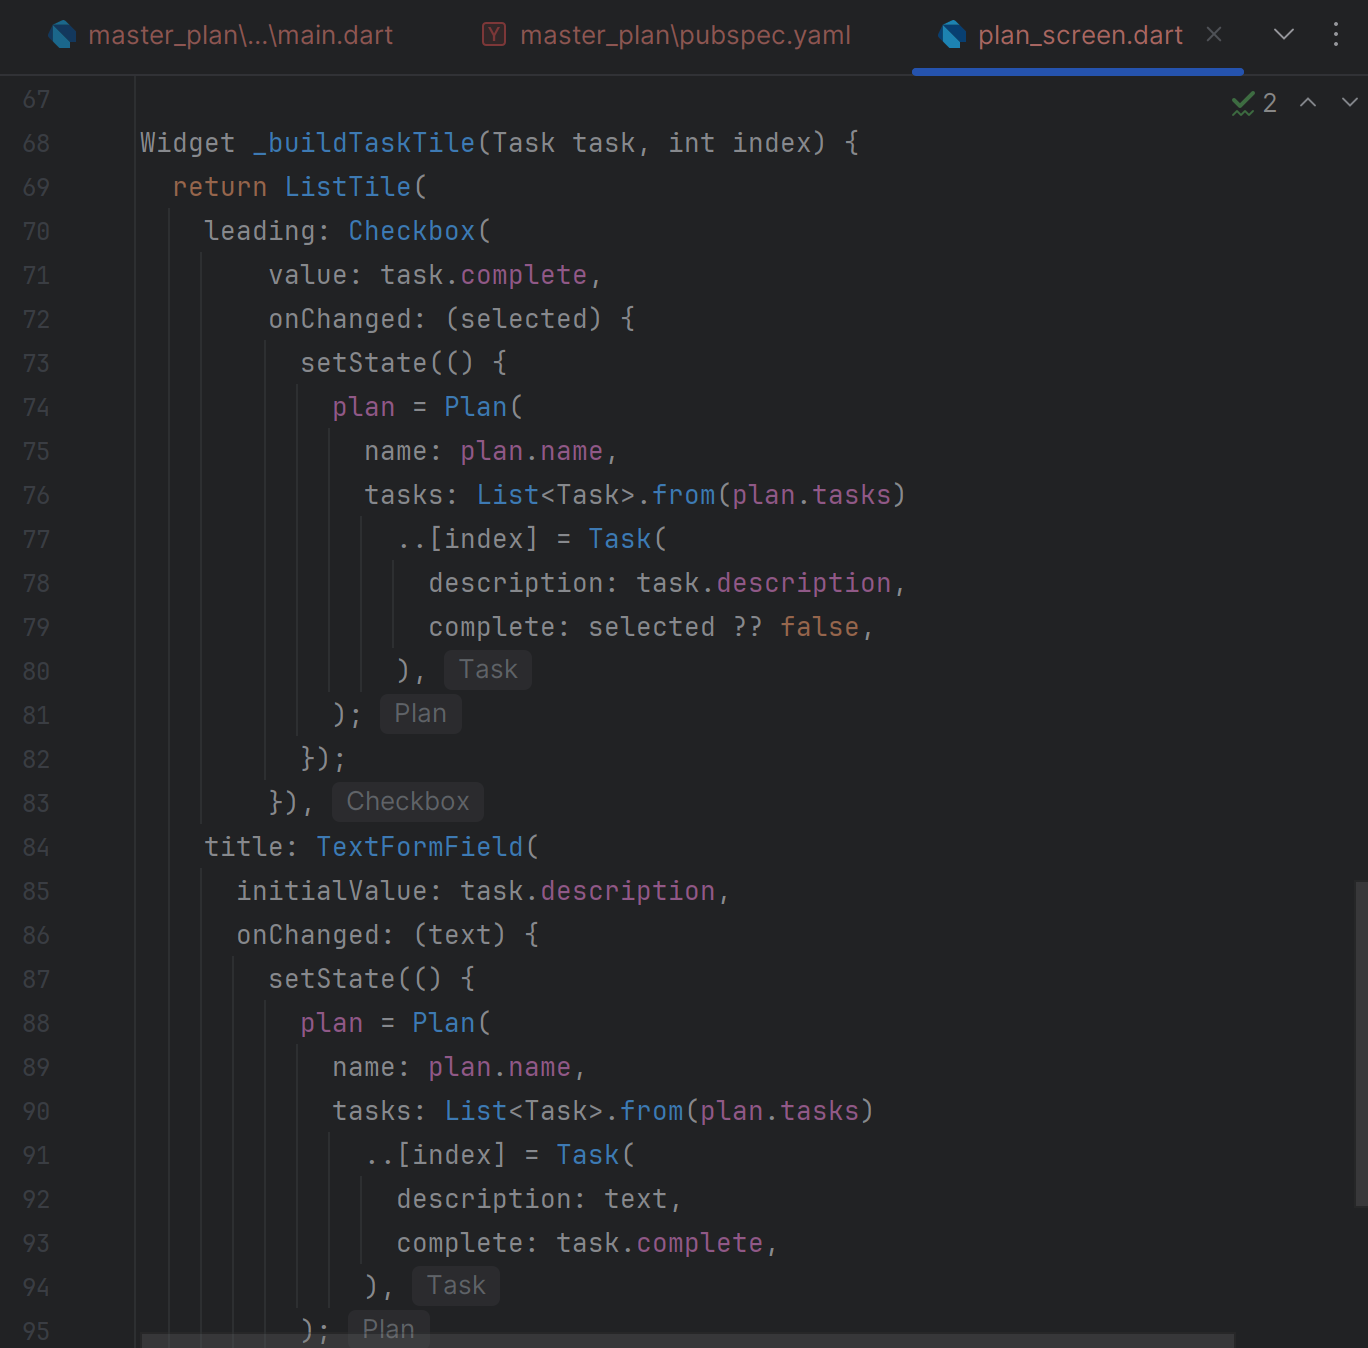 master_plan\...\main.dart master_plan\pubspec.yaml plan_screen.dart
67 2
68 Widget _buildTaskTile(Task task, int index) {
69 return ListTile(
70 leading: Checkbox(
71 value: task.complete,
72 onChanged: (selected) {
73 setState(() {
74 plan = Plan(
75 name: plan.name,
76 tasks: List<Task>.from(plan.tasks)
77 ..[index] = Task(
78 description: task.description,
79 complete: selected ?? false,
80 ), Task
81 ); Plan
82 });
83 }), Checkbox
84 title: TextFormField(
85 initialValue: task.description,
86 onChanged: (text) {
87 setState(() {
88 plan = Plan(
89 name: plan.name,
90 tasks: List<Task>.from(plan.tasks)
91 ..[index] = Task(
92 description: text,
93 complete: task.complete,
94 ), Task
95 ); Plan